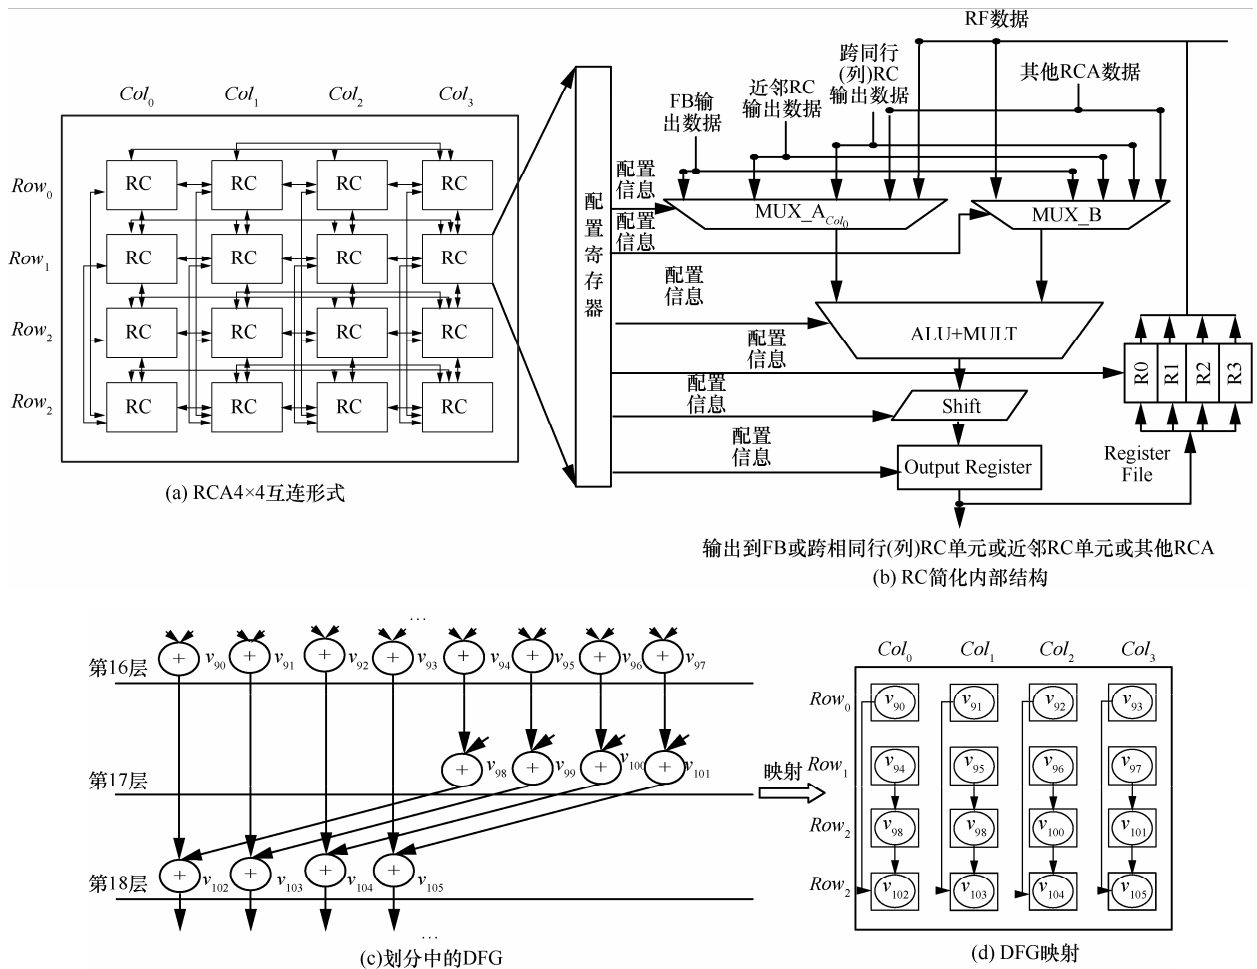 Col0 Col1 Col2 Col3
Row0 RC RC RC RC
Row1 RC RC RC RC
Row2 RC RC RC RC
Row2 RC RC RC RC
(a) RCA4×4互连形式
RF数据
跨同行
(列)RC
输出数据
其他RCA数据
近邻RC
输出数据
FB输
出数据
配置寄存器
配置
信息
配置
信息
MUX_ACol0
MUX_B
配置
信息
ALU+MULT
配置
信息
R0 R1 R2 R3
配置
信息
Shift
配置
信息
Output Register
Register
File
输出到FB或跨相同行(列)RC单元或近邻RC单元或其他RCA
(b) RC简化内部结构
...
第16层 + v90 + v91 + v92 + v93 + v94 + v95 + v96 + v97
第17层 + v98 + v99 + v100 + v101
第18层 + v102 + v103 + v104 + v105
...
(c)划分中的DFG
映射
Col0 Col1 Col2 Col3
Row0 v90 v91 v92 v93
Row1 v94 v95 v96 v97
Row2 v98 v98 v100 v101
Row2 v102 v103 v104 v105
(d) DFG映射